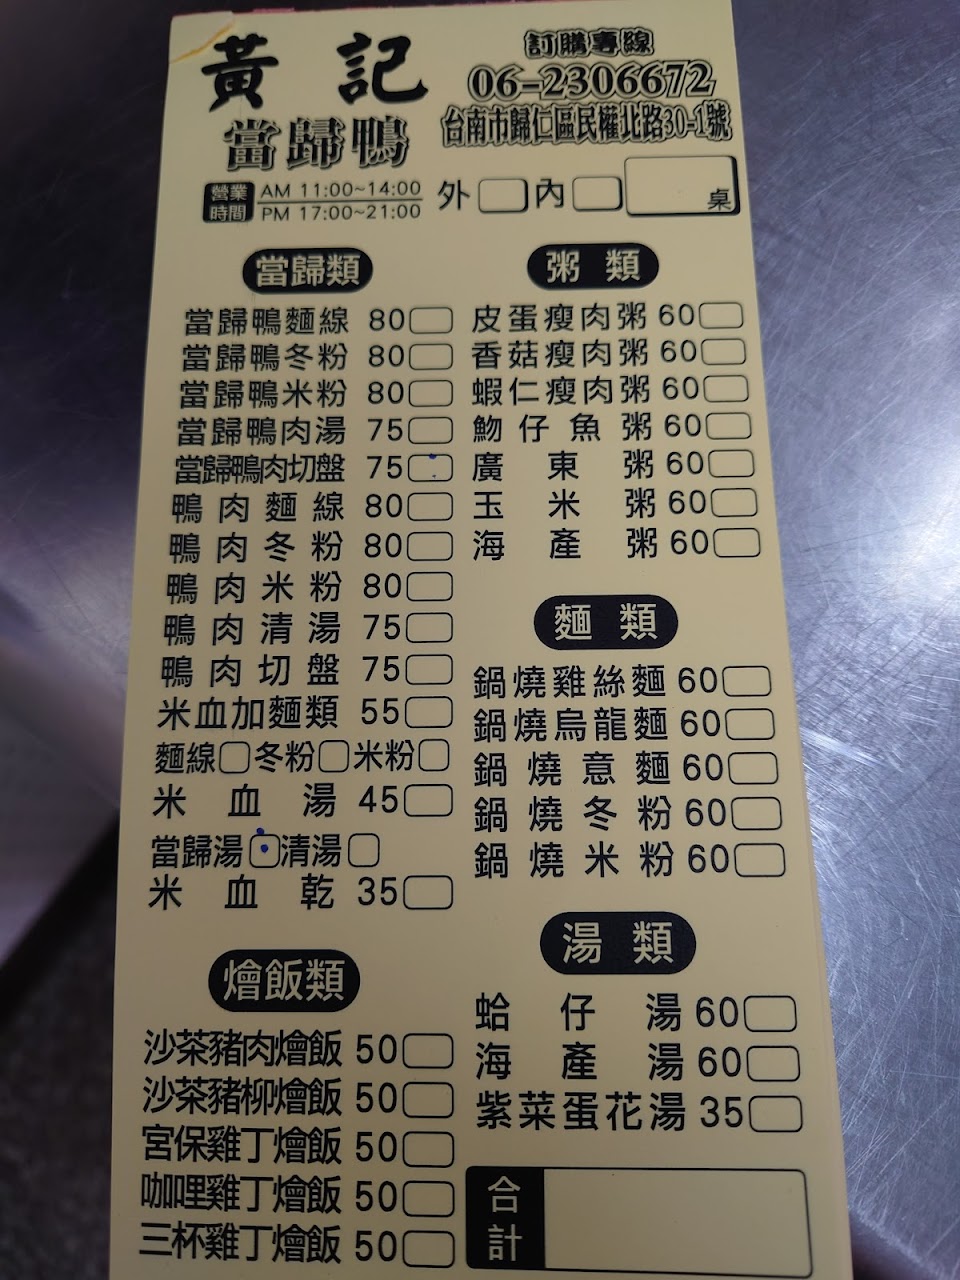 黃記
當歸鴨
訂購專線
06-2306672
台南市歸仁區民權北路30-1號
營業時間
AM 11:00~14:00
PM 17:00~21:00
外 內 桌
當歸類
當歸鴨麵線 80
當歸鴨冬粉 80
當歸鴨米粉 80
當歸鴨肉湯 75
當歸鴨肉切盤 75
鴨肉麵線 80
鴨肉冬粉 80
鴨肉米粉 80
鴨肉清湯 75
鴨肉切盤 75
米血加麵類 55
麵線 冬粉 米粉
米血湯 45
當歸湯 清湯
米血乾 35
燴飯類
沙茶豬肉燴飯 50
沙茶豬柳燴飯 50
宮保雞丁燴飯 50
咖哩雞丁燴飯 50
三杯雞丁燴飯 50
粥類
皮蛋瘦肉粥 60
香菇瘦肉粥 60
蝦仁瘦肉粥 60
魩仔魚粥 60
廣東粥 60
玉米粥 60
海產粥 60
麵類
鍋燒雞絲麵 60
鍋燒烏龍麵 60
鍋燒意麵 60
鍋燒冬粉 60
鍋燒米粉 60
湯類
蛤仔湯 60
海產湯 60
紫菜蛋花湯 35
合計